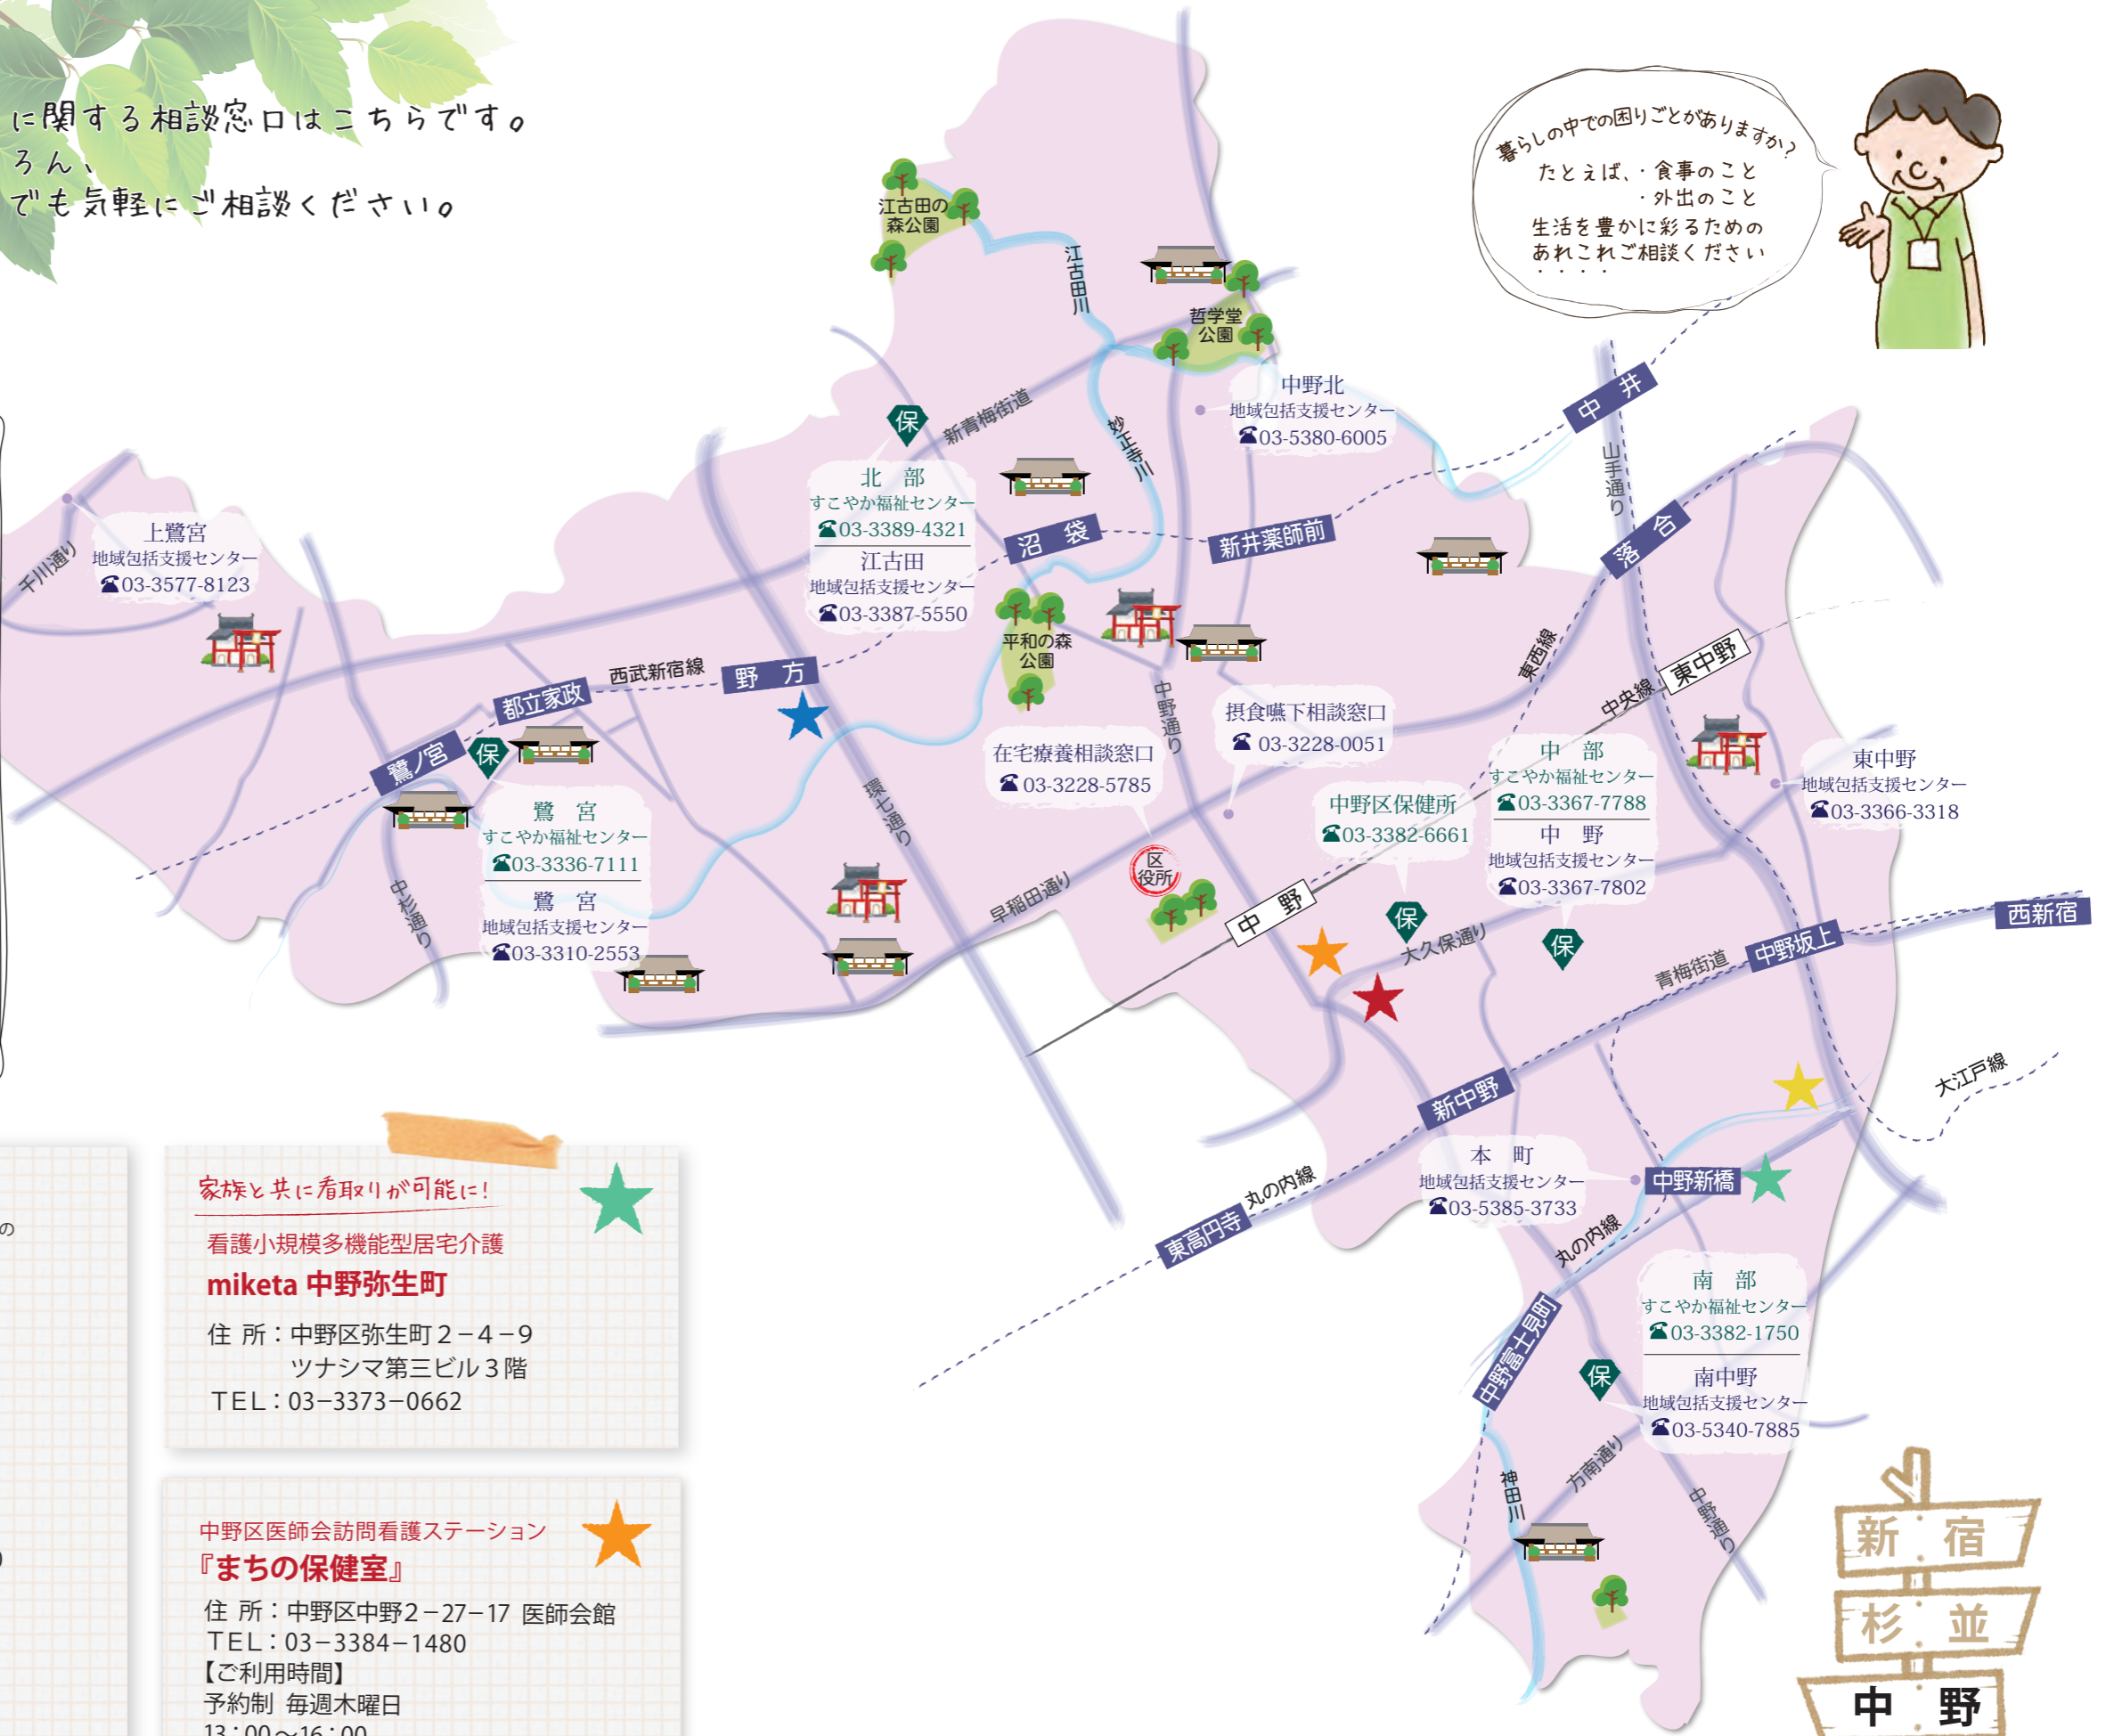 に関する相談窓口はこちらです。
ろん、
でも気軽にご相談ください。
暮らしの中での困りごとがありますか?
たとえば、・食事のこと
・外出のこと
生活を豊かに彩るための
あれこれご相談ください
江古田の
森公園
江古田川
哲学堂
公園
中野北
地域包括支援センター
☎03-5380-6005
中井
山手通り
新青梅街道
妙正寺川
保
北 部
すこやか福祉センター
☎03-3389-4321
江古田
地域包括支援センター
☎03-3387-5550
沼 袋
新井薬師前
落 合
上鷺宮
地域包括支援センター
☎03-3577-8123
千川通り
平和の森
公園
西武新宿線
野 方
都立家政
鷺ノ宮
保
鷺 宮
すこやか福祉センター
☎03-3336-7111
鷺 宮
地域包括支援センター
☎03-3310-2553
中杉通り
環七通り
早稲田通り
中野通り
在宅療養相談窓口
☎03-3228-5785
摂食嚥下相談窓口
☎ 03-3228-0051
区
役所
東西線
中央線
東中野
中野区保健所
☎03-3382-6661
中 部
すこやか福祉センター
☎03-3367-7788
中 野
地域包括支援センター
☎03-3367-7802
東中野
地域包括支援センター
☎03-3366-3318
中 野
保
大久保通り
保
青梅街道
中野坂上
西新宿
大江戸線
新中野
丸の内線
東高円寺
本 町
地域包括支援センター
☎03-5385-3733
中野新橋
丸の内線
中野富士見町
南 部
すこやか福祉センター
☎03-3382-1750
南中野
地域包括支援センター
☎03-5340-7885
保
方南通り
神田川
中野通り
新 宿
杉 並
中 野
の
家族と共に看取りが可能に!
看護小規模多機能型居宅介護
miketa 中野弥生町
住 所:中野区弥生町2-4-9
ツナシマ第三ビル3階
TEL:03-3373-0662
中野区医師会訪問看護ステーション
『まちの保健室』
住 所:中野区中野2-27-17 医師会館
TEL:03-3384-1480
【ご利用時間】
予約制 毎週木曜日
13:00~16:00